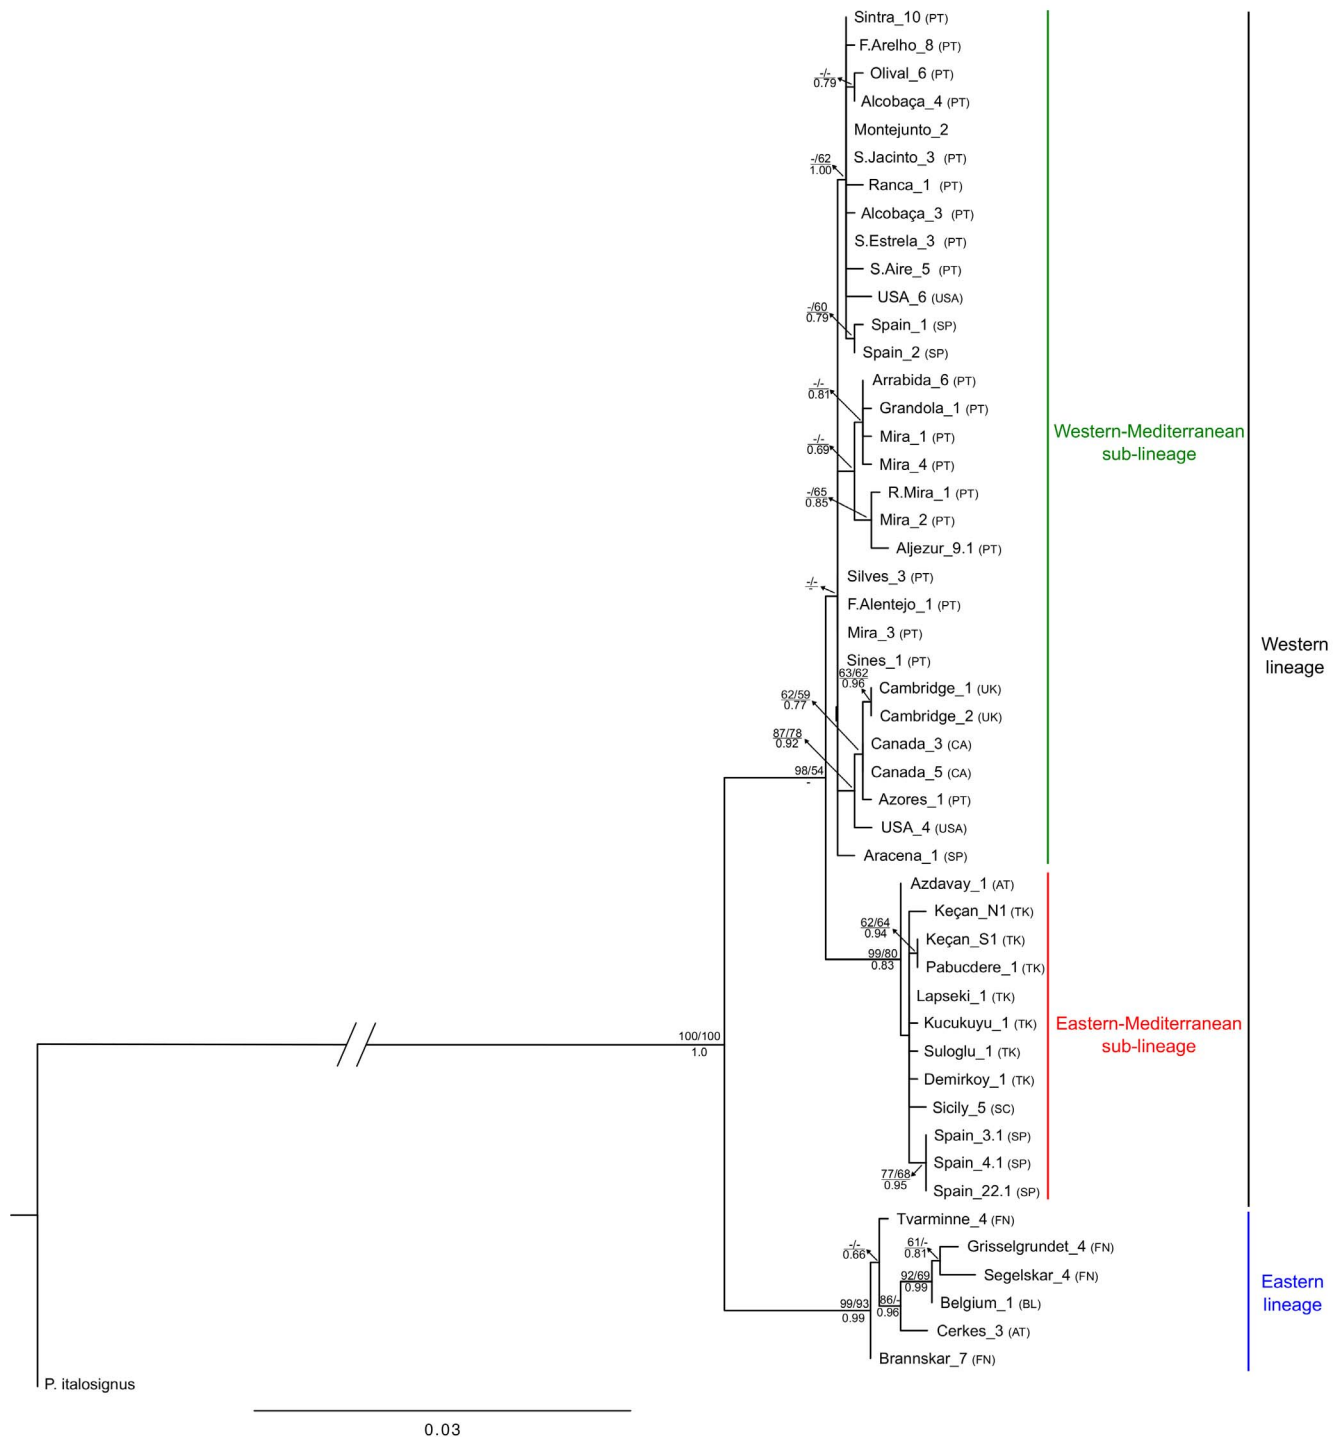 Sintra_10 (PT)
F.Arelho_8 (PT)
-/-
0.79
Olival_6 (PT)
Alcobaça_4 (PT)
Montejunto_2
-/62
1.00
S.Jacinto_3 (PT)
Ranca_1 (PT)
Alcobaça_3 (PT)
S.Estrela_3 (PT)
S.Aire_5 (PT)
USA_6 (USA)
-/60
0.79
Spain_1 (SP)
Spain_2 (SP)
-/-
0.81
Arrabida_6 (PT)
Grandola_1 (PT)
-/-
0.69
Mira_1 (PT)
Mira_4 (PT)
Western-Mediterranean
sub-lineage
-/65
0.85
R.Mira_1 (PT)
Mira_2 (PT)
Aljezur_9.1 (PT)
-/-
-
Silves_3 (PT)
F.Alentejo_1 (PT)
Mira_3 (PT)
Sines_1 (PT)
Western
lineage
63/62
0.96
62/59
0.77
Cambridge_1 (UK)
Cambridge_2 (UK)
87/78
0.92
Canada_3 (CA)
98/54
-
Canada_5 (CA)
Azores_1 (PT)
USA_4 (USA)
Aracena_1 (SP)
Azdavay_1 (AT)
Keçan_N1 (TK)
62/64
0.94
Keçan_S1 (TK)
99/80
0.83
Pabucdere_1 (TK)
Lapseki_1 (TK)
Kucukuyu_1 (TK)
Eastern-Mediterranean
sub-lineage
100/100
1.0
Suloglu_1 (TK)
Demirkoy_1 (TK)
Sicily_5 (SC)
Spain_3.1 (SP)
Spain_4.1 (SP)
77/68
0.95
Spain_22.1 (SP)
Tvarminne_4 (FN)
-/-
0.66
61/-
0.81
Grisselgrundet_4 (FN)
92/69
0.99
Segelskar_4 (FN)
Eastern
lineage
99/93
0.99
86/-
0.96
Belgium_1 (BL)
Cerkes_3 (AT)
Brannskar_7 (FN)
P. italosignus
0.03